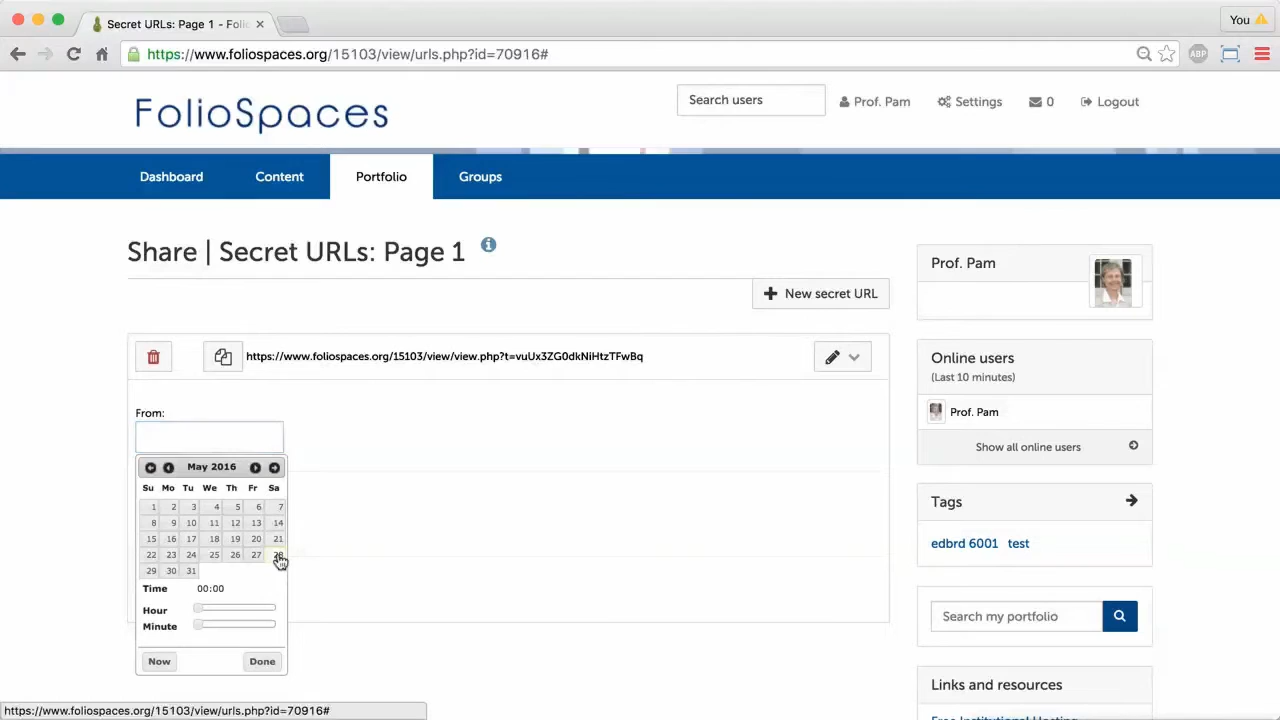 Secret URLs: Page 1 - Foli
You
https://www.foliospaces.org/15103/view/urls.php?id=70916#
ABP
FolioSpaces
Search users
Prof. Pam
Settings
0
Logout
Dashboard
Content
Portfolio
Groups
Share | Secret URLs: Page 1
New secret URL
https://www.foliospaces.org/15103/view/view.php?t=vuUx3ZG0dkNiHtzTFwBq
From:
May 2016
Su Mo Tu We Th Fr Sa
1 2 3 4 5 6 7
8 9 10 11 12 13 14
15 16 17 18 19 20 21
22 23 24 25 26 27 28
29 30 31
Time 00:00
Hour
Minute
Now
Done
Prof. Pam
Online users
(Last 10 minutes)
Prof. Pam
Show all online users
Tags
edbrd 6001 test
Search my portfolio
Links and resources
Free Institutional Hosting
https://www.foliospaces.org/15103/view/urls.php?id=70916#